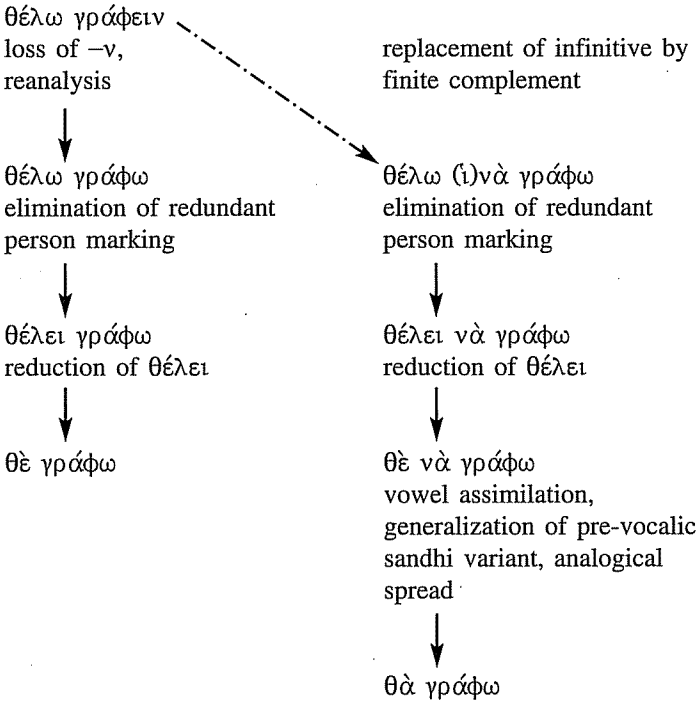 θέλω γράφειν
loss of –ν,
reanalysis
replacement of infinitive by
finite complement
θέλω γράφω
elimination of redundant
person marking
θέλω (ἱ)νὰ γράφω
elimination of redundant
person marking
θέλει γράφω
reduction of θέλει
θέλει νὰ γράφω
reduction of θέλει
θὲ γράφω
θὲ νὰ γράφω
vowel assimilation,
generalization of pre-vocalic
sandhi variant, analogical
spread
θὰ γράφω